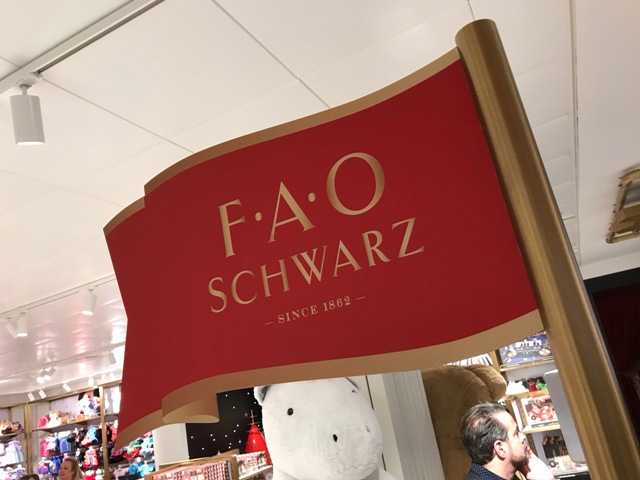 F·A·O
SCHWARZ
– SINCE 1862 –